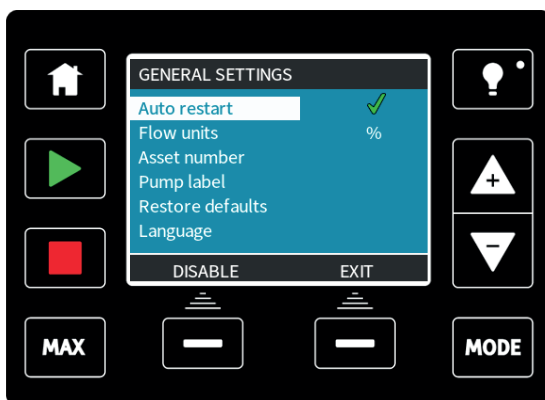 GENERAL SETTINGS
Auto restart
Flow units %
Asset number
Pump label
Restore defaults
Language
DISABLE EXIT
MAX
MODE